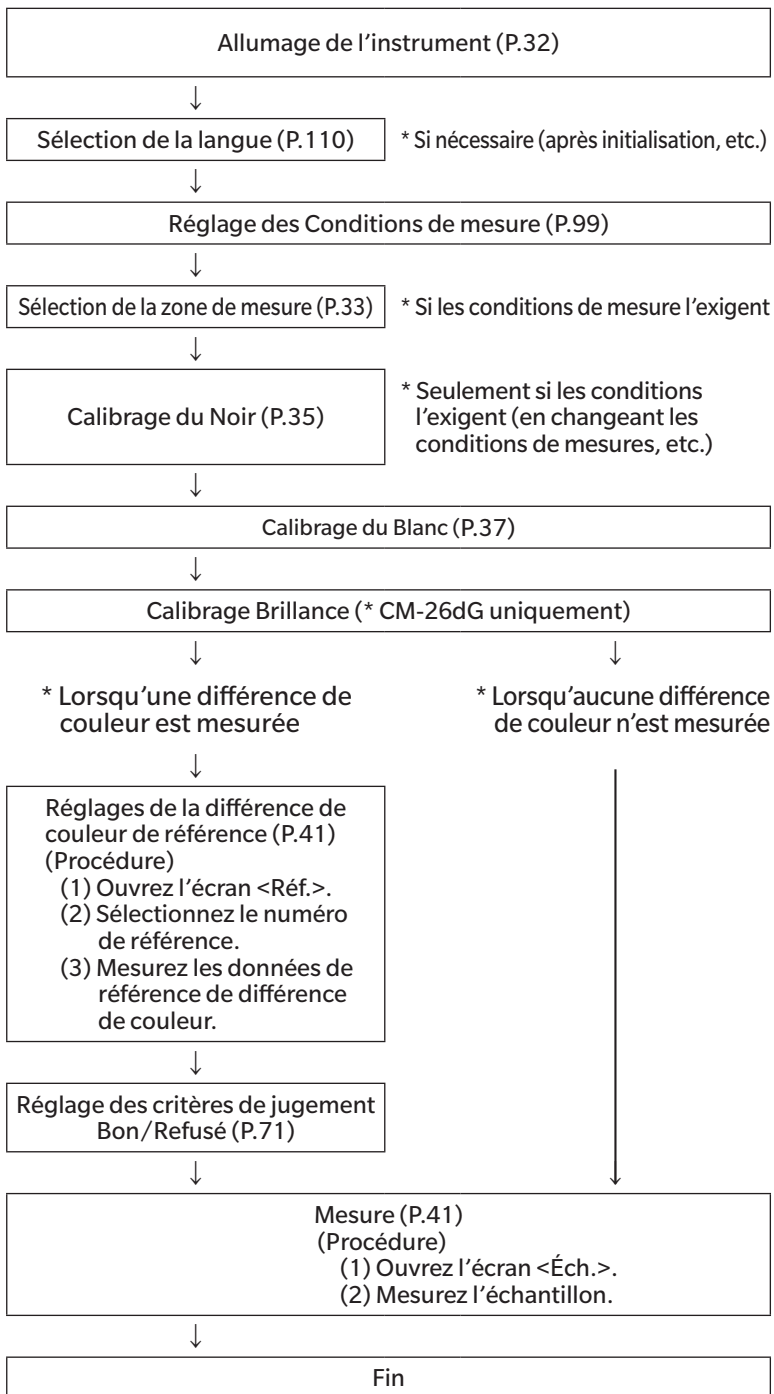 Allumage de l'instrument (P.32)
↓
Sélection de la langue (P.110)
* Si nécessaire (après initialisation, etc.)
↓
Réglage des Conditions de mesure (P.99)
↓
Sélection de la zone de mesure (P.33)
* Si les conditions de mesure l'exigent
↓
Calibrage du Noir (P.35)
* Seulement si les conditions
l'exigent (en changeant les
conditions de mesures, etc.)
↓
Calibrage du Blanc (P.37)
↓
Calibrage Brillance (* CM-26dG uniquement)
↓ ↓
* Lorsqu'une différence de
couleur est mesurée
* Lorsqu'aucune différence
de couleur n'est mesurée
↓
Réglages de la différence de
couleur de référence (P.41)
(Procédure)
(1) Ouvrez l'écran <Réf.>.
(2) Sélectionnez le numéro
de référence.
(3) Mesurez les données de
référence de différence
de couleur.
↓
Réglage des critères de jugement
Bon/Refusé (P.71)
↓
Mesure (P.41)
(Procédure)
(1) Ouvrez l'écran <Éch.>.
(2) Mesurez l'échantillon.
↓
Fin